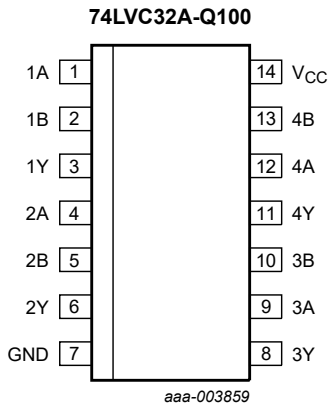 74LVC32A-Q100
1A 1 14 VCC
1B 2 13 4B
1Y 3 12 4A
2A 4 11 4Y
2B 5 10 3B
2Y 6 9 3A
GND 7 8 3Y
aaa-003859